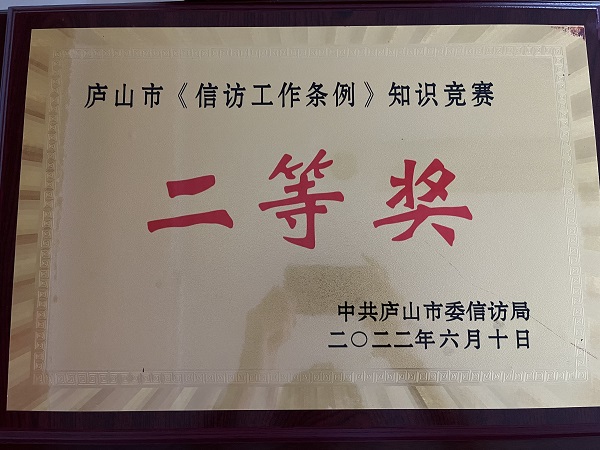 庐山市《信访工作条例》知识竞赛
二等奖
中共庐山市委信访局
二〇二二年六月十日